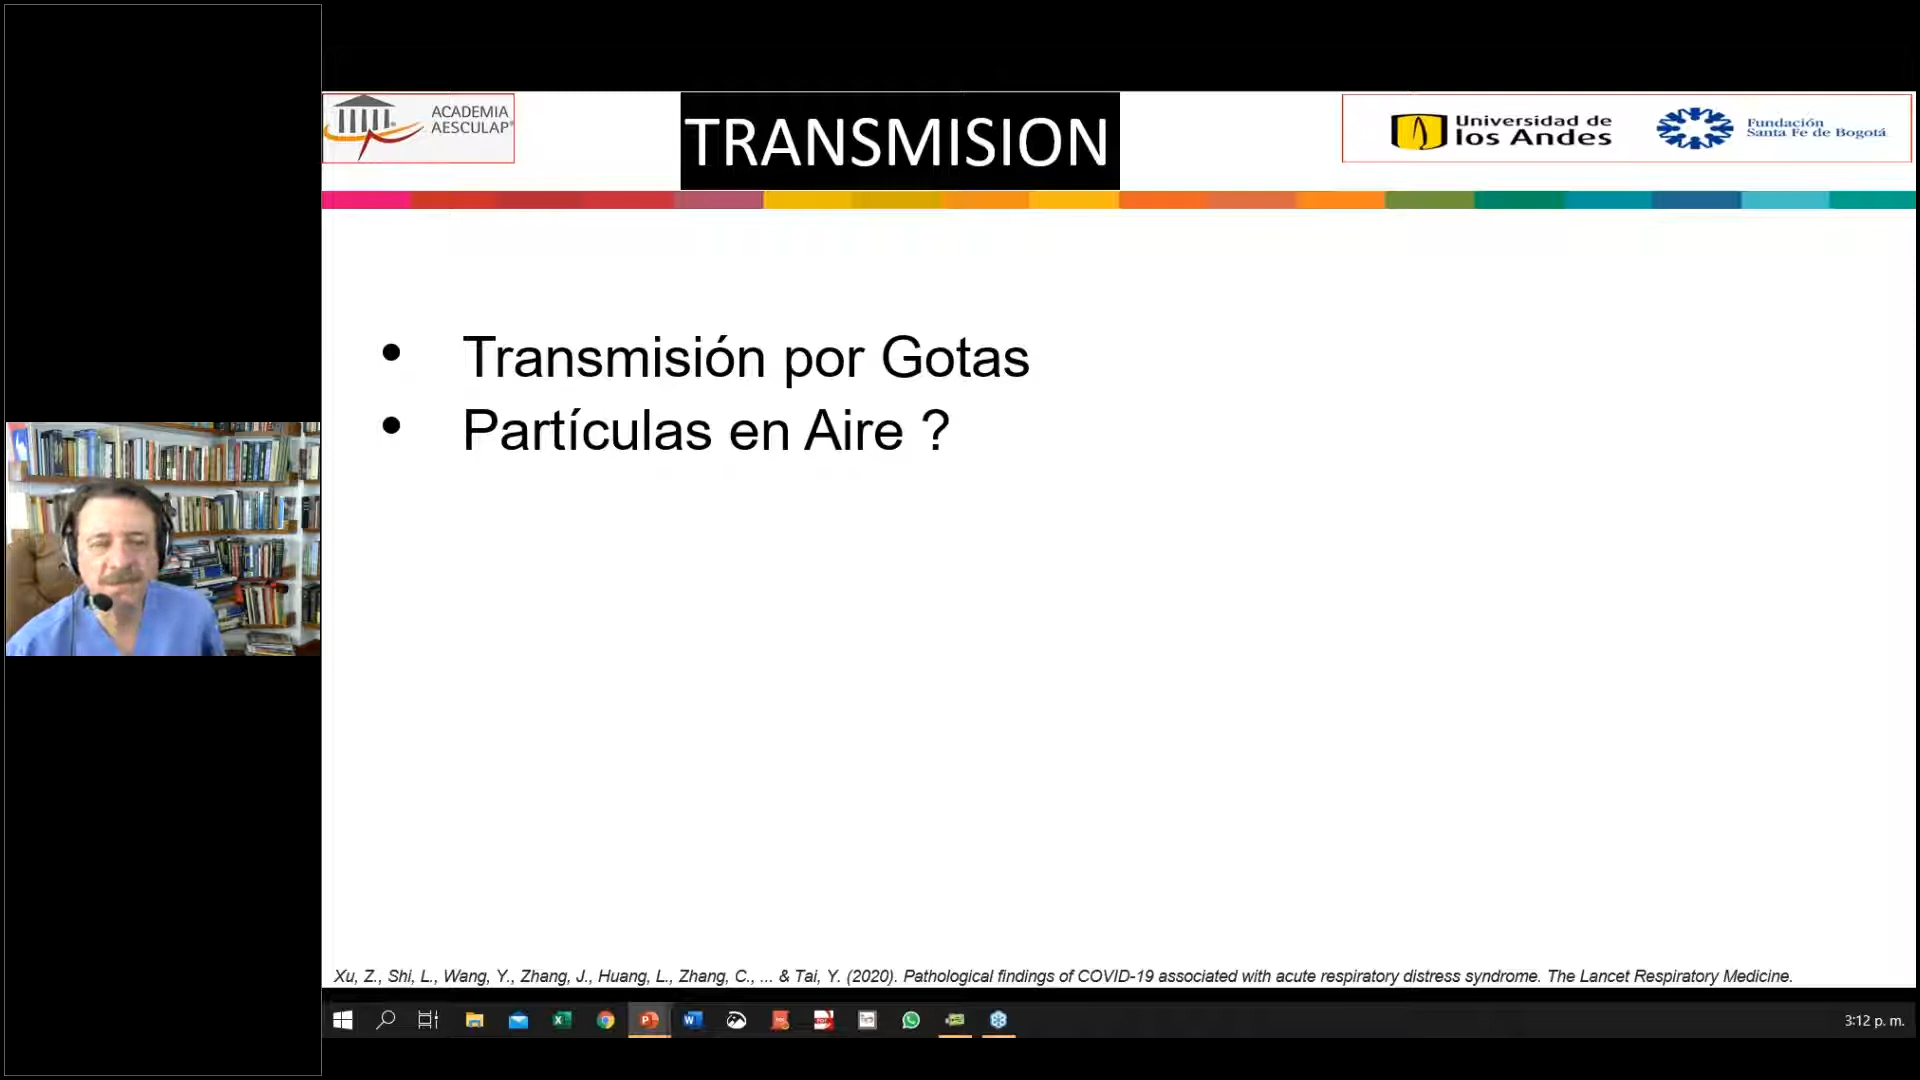 ACADEMIA
AESCULAP®
TRANSMISION
Universidad de
los Andes
Fundación
Santa Fe de Bogotá
• Transmisión por Gotas
• Partículas en Aire ?
Xu, Z., Shi, L., Wang, Y., Zhang, J., Huang, L., Zhang, C., ... & Tai, Y. (2020). Pathological findings of COVID-19 associated with acute respiratory distress syndrome. The Lancet Respiratory Medicine.
3:12 p. m.